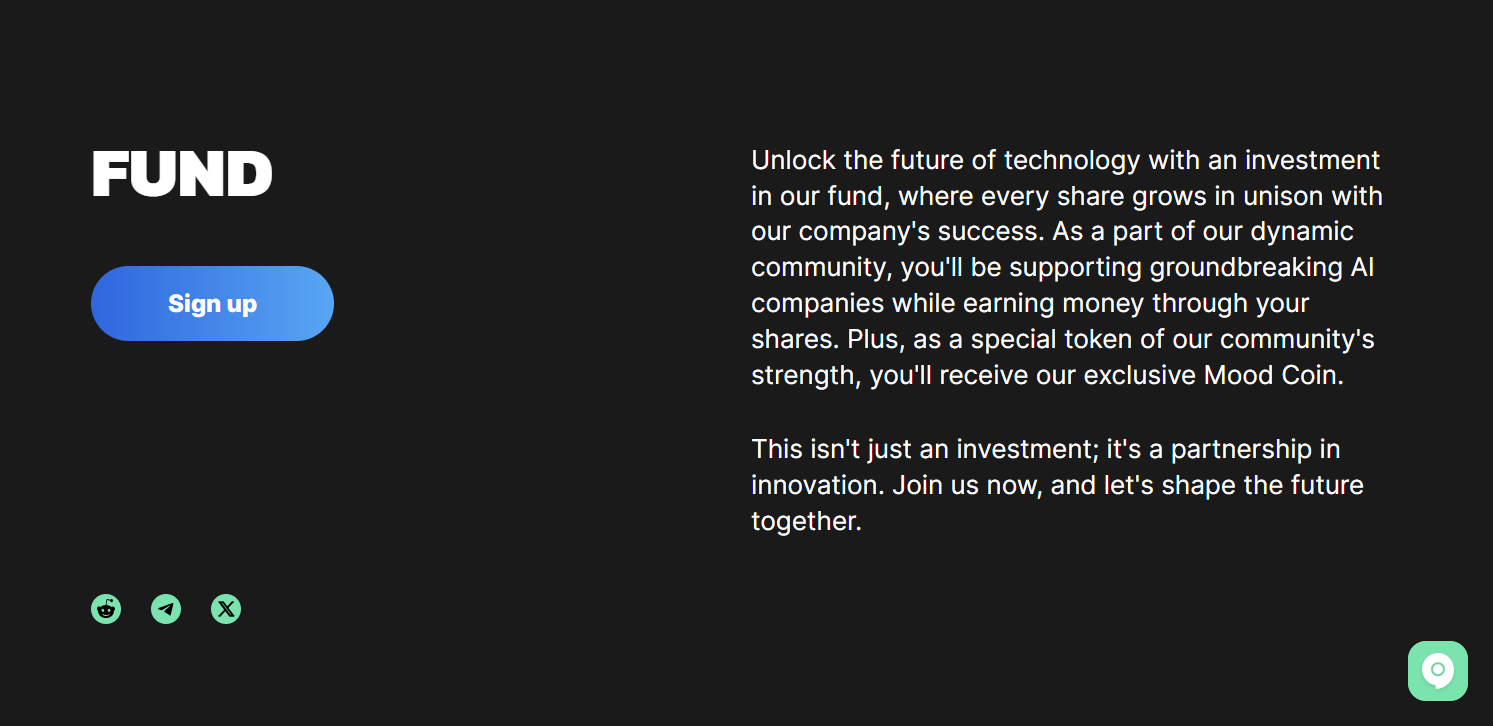 FUND
Sign up
Unlock the future of technology with an investment
in our fund, where every share grows in unison with
our company's success. As a part of our dynamic
community, you'll be supporting groundbreaking AI
companies while earning money through your
shares. Plus, as a special token of our community's
strength, you'll receive our exclusive Mood Coin.
This isn't just an investment; it's a partnership in
innovation. Join us now, and let's shape the future
together.